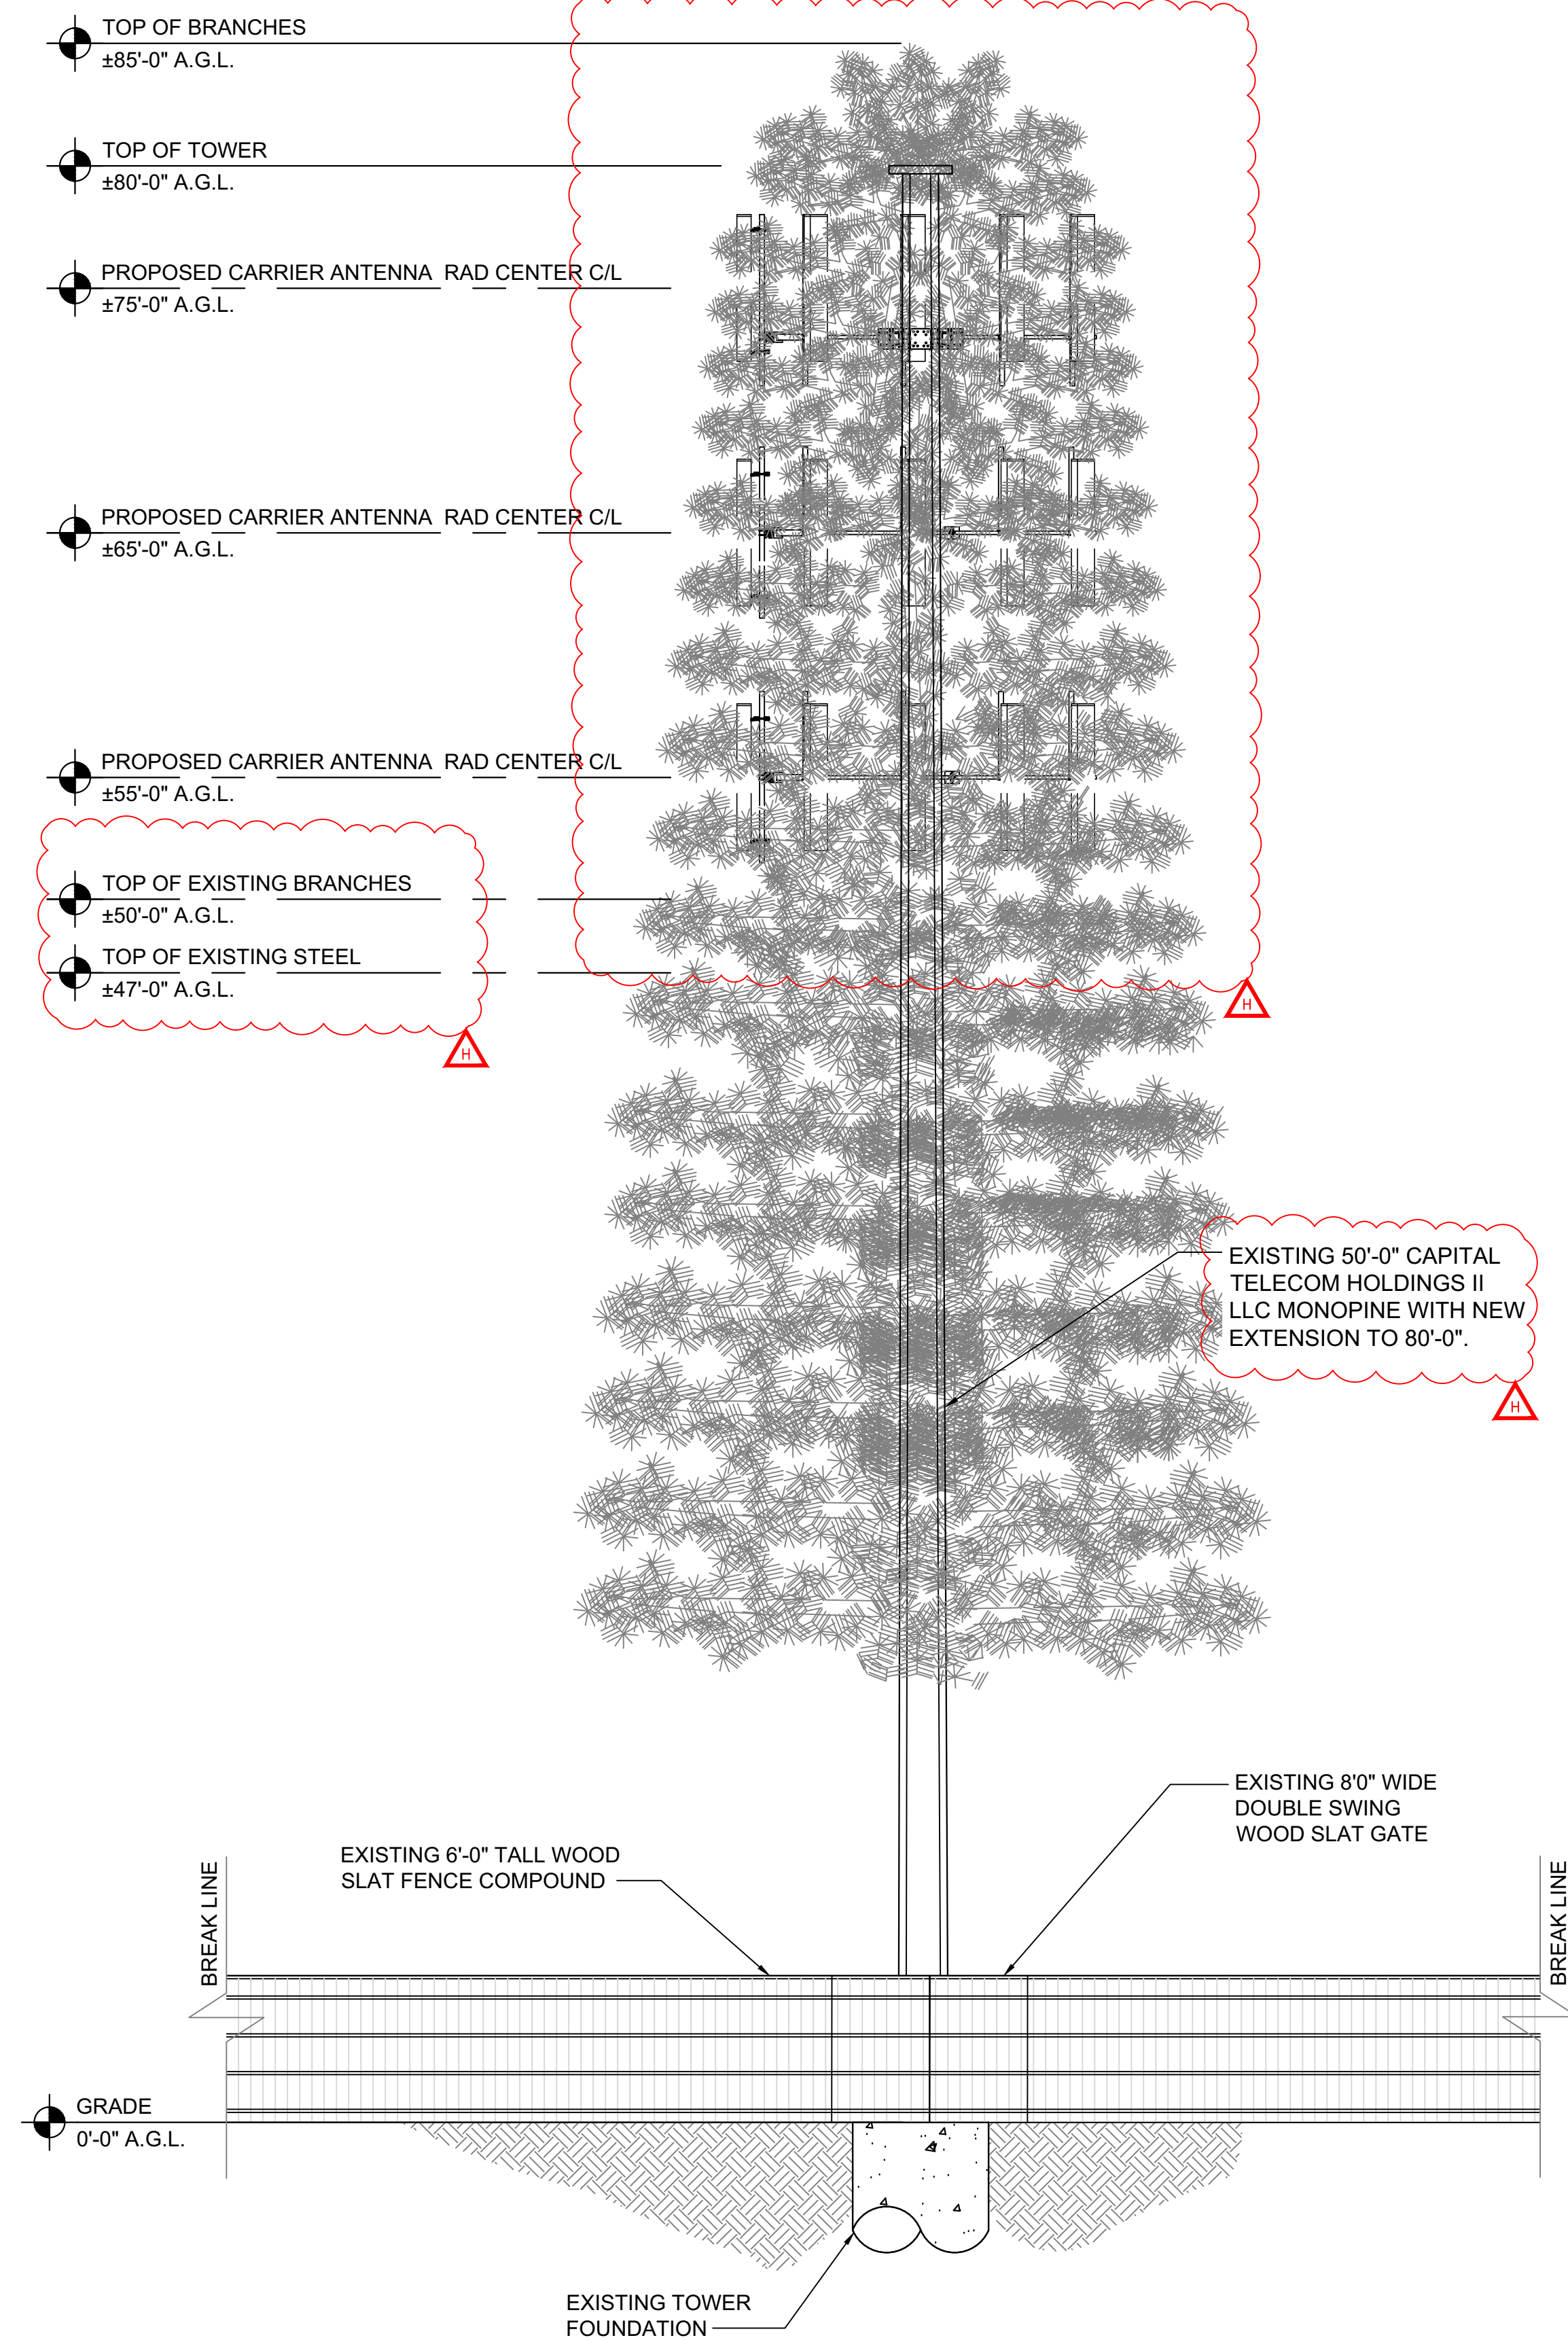 TOP OF BRANCHES
±85'-0" A.G.L.
TOP OF TOWER
±80'-0" A.G.L.
PROPOSED CARRIER ANTENNA RAD CENTER C/L
±75'-0" A.G.L.
PROPOSED CARRIER ANTENNA RAD CENTER C/L
±65'-0" A.G.L.
PROPOSED CARRIER ANTENNA RAD CENTER C/L
±55'-0" A.G.L.
TOP OF EXISTING BRANCHES
±50'-0" A.G.L.
TOP OF EXISTING STEEL
±47'-0" A.G.L.
H
H
EXISTING 50'-0" CAPITAL
TELECOM HOLDINGS II
LLC MONOPINE WITH NEW
EXTENSION TO 80'-0".
H
EXISTING 8'0" WIDE
DOUBLE SWING
WOOD SLAT GATE
EXISTING 6'-0" TALL WOOD
SLAT FENCE COMPOUND
BREAK LINE
BREAK LINE
GRADE
0'-0" A.G.L.
EXISTING TOWER
FOUNDATION